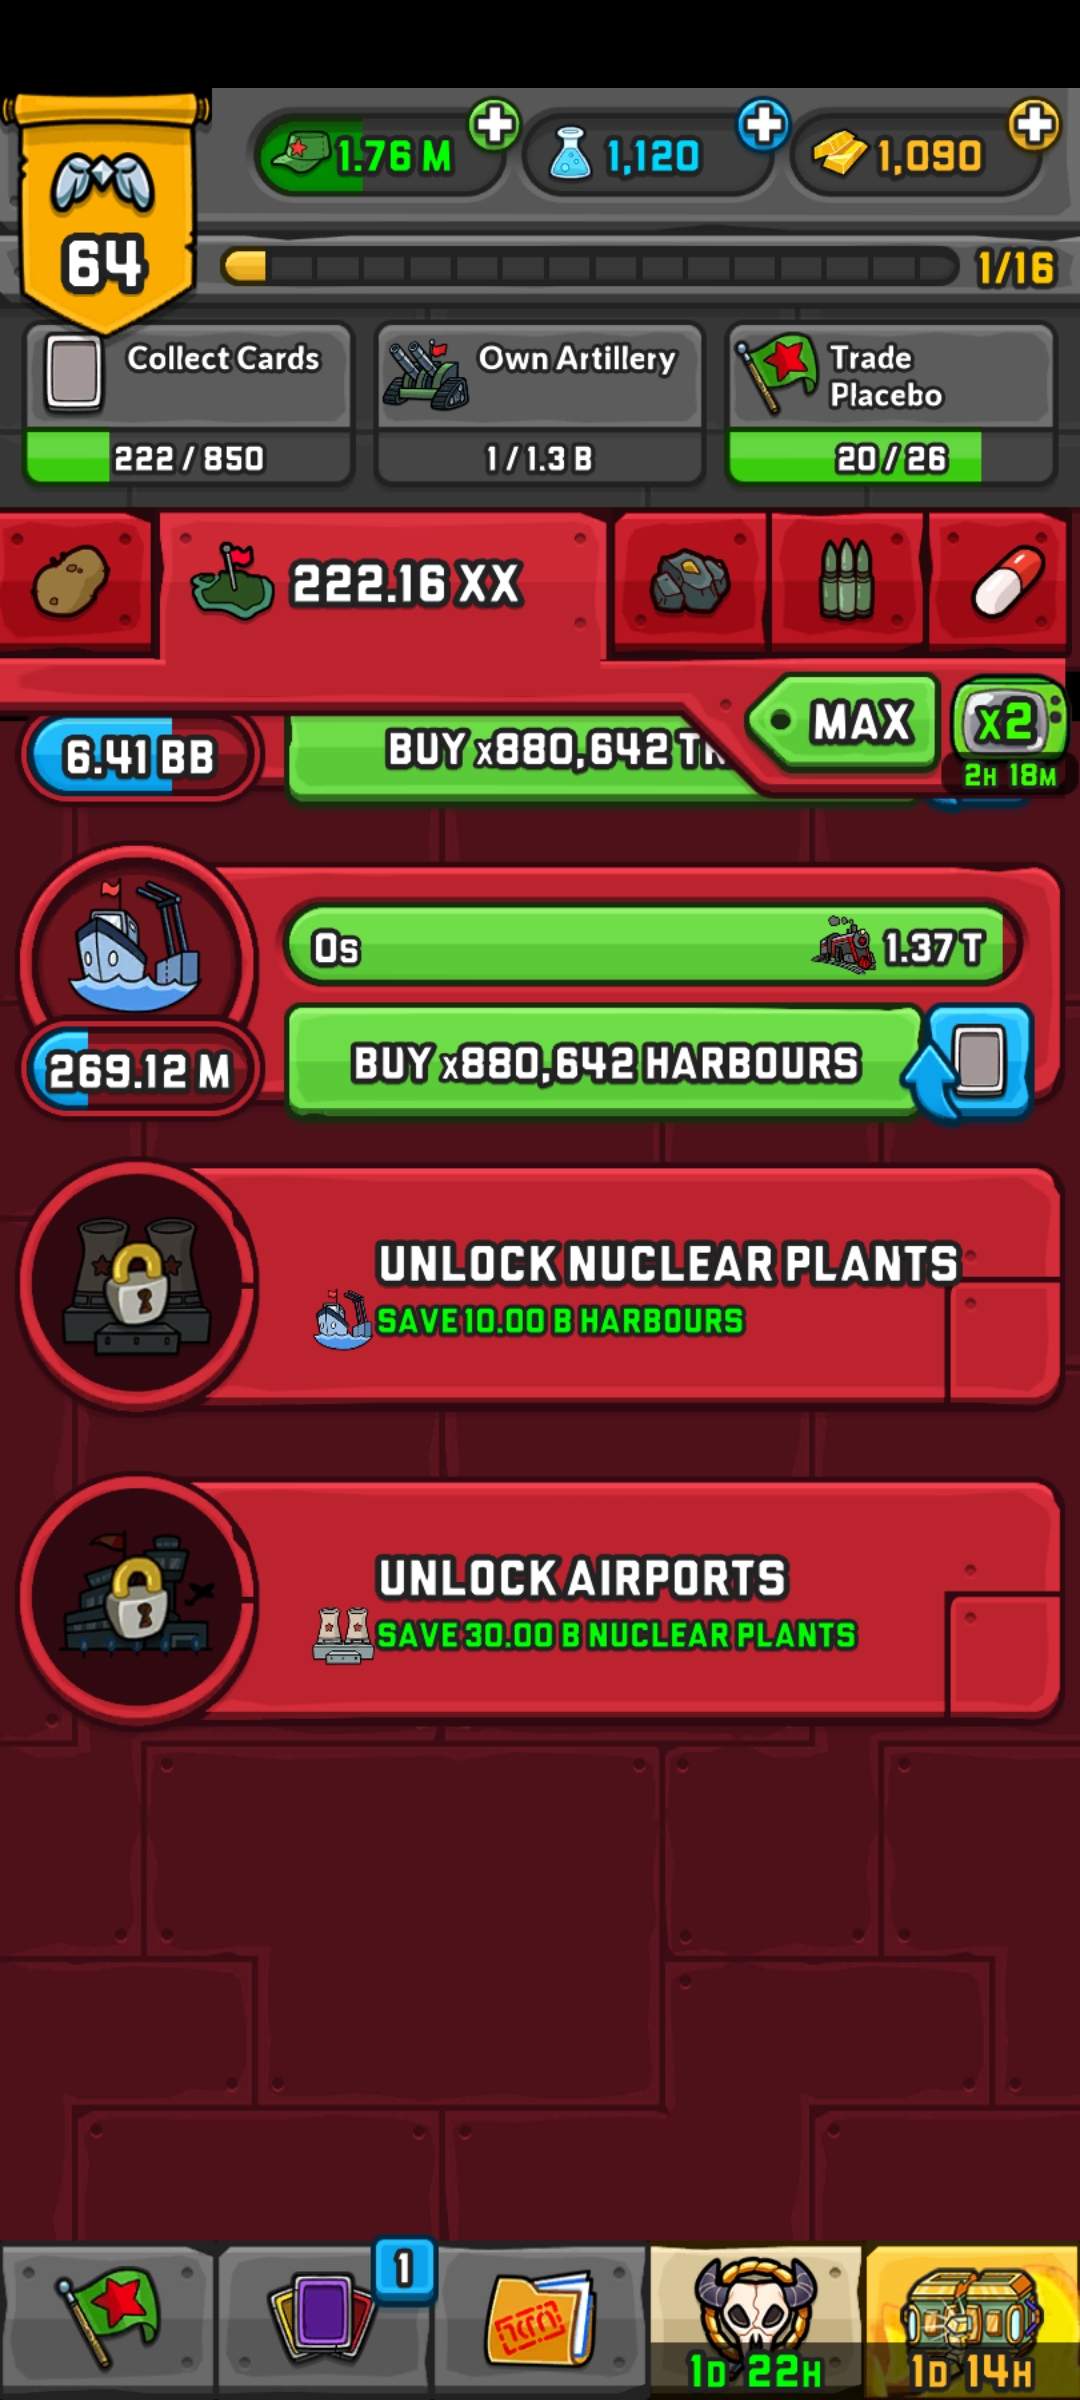 1.76 M
1,120
1,090
64
1/16
Collect Cards
222 / 850
Own Artillery
1 / 1.3 B
Trade
Placebo
20 / 26
222.16 XX
MAX
X2
2H 18M
6.41 BB
BUY x880,642
0s
1.37 T
269.12 M
BUY x880,642 HARBOURS
UNLOCK NUCLEAR PLANTS
SAVE 10.00 B HARBOURS
UNLOCK AIRPORTS
SAVE 30.00 B NUCLEAR PLANTS
1
1D 22H
1D 14H